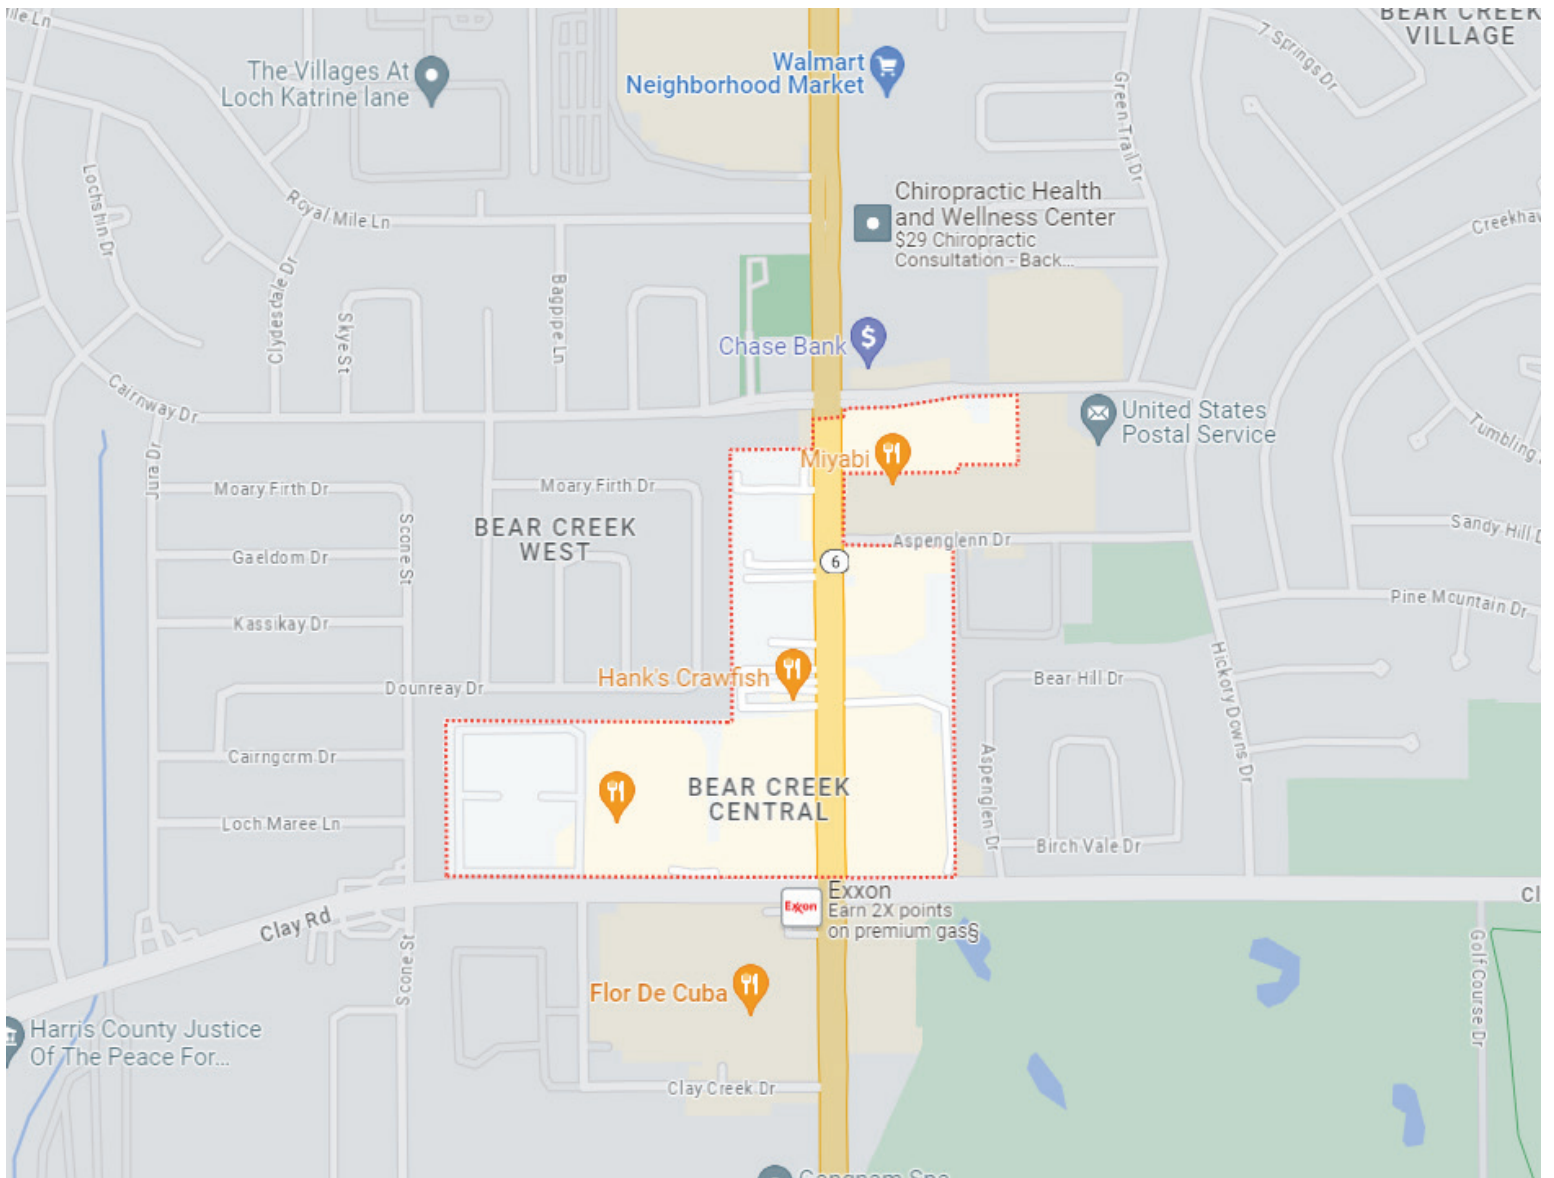 BEAR CREEK
VILLAGE
7 Springs Dr
The Villages At
Loch Katrine lane
Walmart
Neighborhood Market
Green Trail Dr
Lochshin Dr
Royal Mile Ln
Chiropractic Health
and Wellness Center
$29 Chiropractic
Consultation - Back...
Clydesdale Dr
Skye St
Bagpipe Ln
Chase Bank
Cairnway Dr
United States
Postal Service
Miyabi
Jura Dr
Moary Firth Dr
Moary Firth Dr
Scone St
BEAR CREEK
WEST
Aspenglenn Dr
Sandy Hill
6
Gaeldom Dr
Kassikay Dr
Pine Mountain Dr
Hickory Downs Dr
Hank's Crawfish
Dounreay Dr
Bear Hill Dr
Cairngorm Dr
Aspenglen Dr
BEAR CREEK
CENTRAL
Loch Maree Ln
Birch Vale Dr
Exxon
Exxon
Earn 2X points
on premium gas§
Clay Rd
Scone St
Golf Course Dr
Flor De Cuba
Harris County Justice
Of The Peace For...
Clay Creek Dr